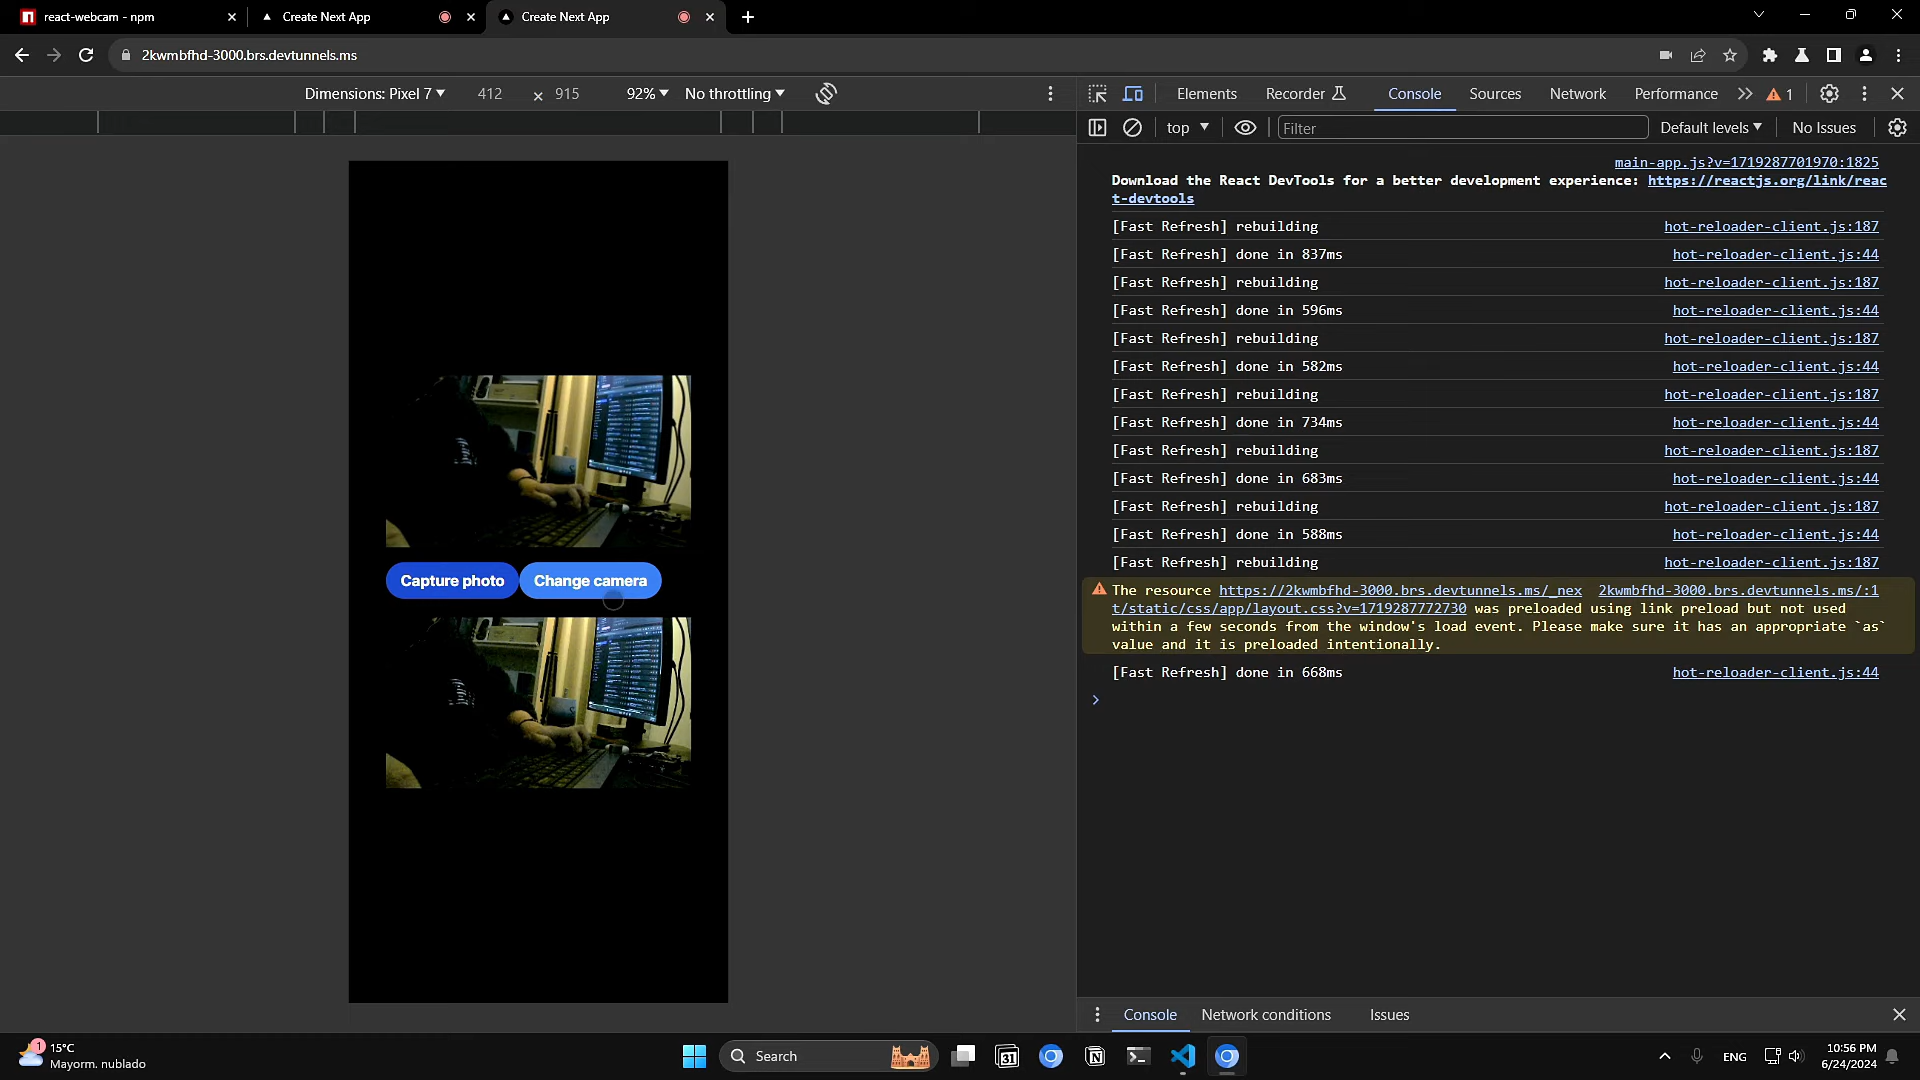 react-webcam - npm
Create Next App
Create Next App
2kwmbfhd-3000.brs.devtunnels.ms
Dimensions: Pixel 7
412
×
915
92%
No throttling
Elements
Recorder
Console
Sources
Network
Performance
1
top
Filter
Default levels
No Issues
main-app.js?v=1719287701970:1825
Download the React DevTools for a better development experience: https://reactjs.org/link/reac
t-devtools
[Fast Refresh] rebuilding hot-reloader-client.js:187
[Fast Refresh] done in 837ms hot-reloader-client.js:44
[Fast Refresh] rebuilding hot-reloader-client.js:187
[Fast Refresh] done in 596ms hot-reloader-client.js:44
[Fast Refresh] rebuilding hot-reloader-client.js:187
[Fast Refresh] done in 582ms hot-reloader-client.js:44
[Fast Refresh] rebuilding hot-reloader-client.js:187
[Fast Refresh] done in 734ms hot-reloader-client.js:44
[Fast Refresh] rebuilding hot-reloader-client.js:187
[Fast Refresh] done in 683ms hot-reloader-client.js:44
[Fast Refresh] rebuilding hot-reloader-client.js:187
[Fast Refresh] done in 588ms hot-reloader-client.js:44
[Fast Refresh] rebuilding hot-reloader-client.js:187
The resource https://2kwmbfhd-3000.brs.devtunnels.ms/_nex 2kwmbfhd-3000.brs.devtunnels.ms/:1
t/static/css/app/layout.css?v=1719287772730 was preloaded using link preload but not used
within a few seconds from the window's load event. Please make sure it has an appropriate `as`
value and it is preloaded intentionally.
[Fast Refresh] done in 668ms hot-reloader-client.js:44
Capture photo
Change camera
Console
Network conditions
Issues
1
15°C
Mayorm. nublado
Search
31
ENG
10:56 PM
6/24/2024